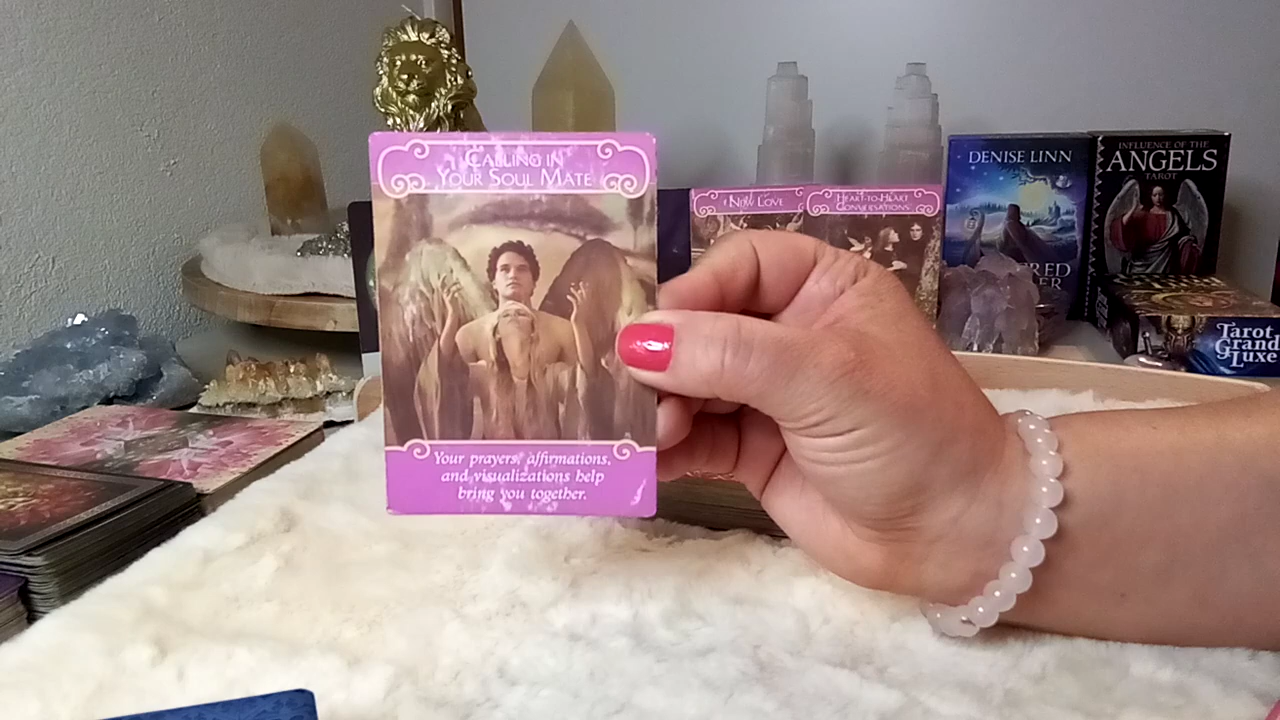 CALLING IN
YOUR SOUL MATE
Your prayers, affirmations,
and visualizations help
bring you together.
NEW LOVE
HEART-TO-HEART
CONVERSATIONS
DENISE LINN
INFLUENCE OF THE
ANGELS
TAROT
Tarot
Grand
Luxe